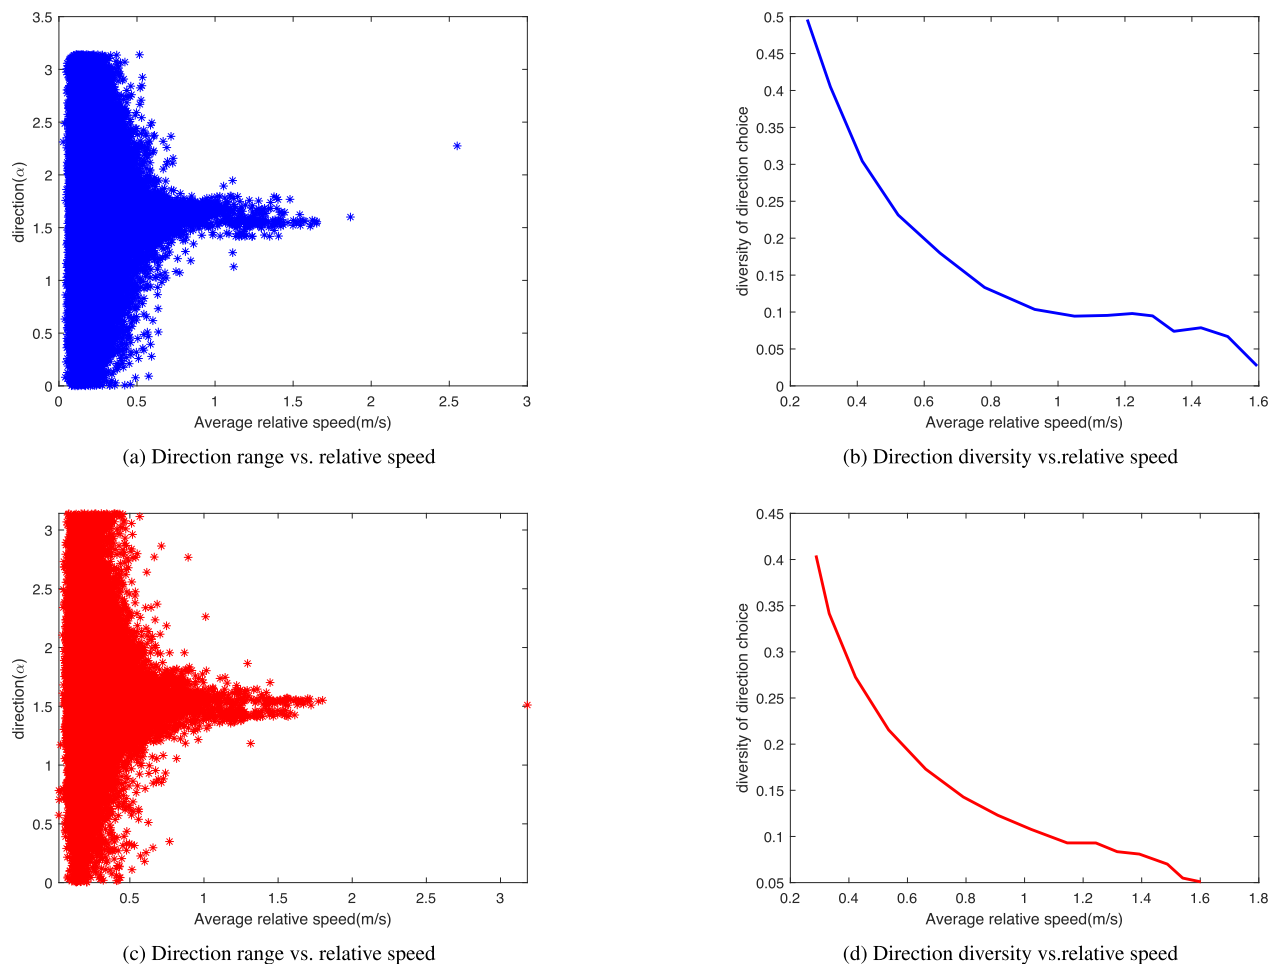 3.5
3
2.5
2
1.5
1
0.5
0
direction(α)
0 0.5 1 1.5 2 2.5 3
Average relative speed(m/s)
(a) Direction range vs. relative speed
0.5
0.45
0.4
0.35
0.3
0.25
0.2
0.15
0.1
0.05
0
diversity of direction choice
0.2 0.4 0.6 0.8 1 1.2 1.4 1.6
Average relative speed(m/s)
(b) Direction diversity vs.relative speed
3
2.5
2
1.5
1
0.5
0
direction(α)
0.5 1 1.5 2 2.5 3
Average relative speed(m/s)
(c) Direction range vs. relative speed
0.45
0.4
0.35
0.3
0.25
0.2
0.15
0.1
0.05
diversity of direction choice
0.2 0.4 0.6 0.8 1 1.2 1.4 1.6 1.8
Average relative speed(m/s)
(d) Direction diversity vs.relative speed